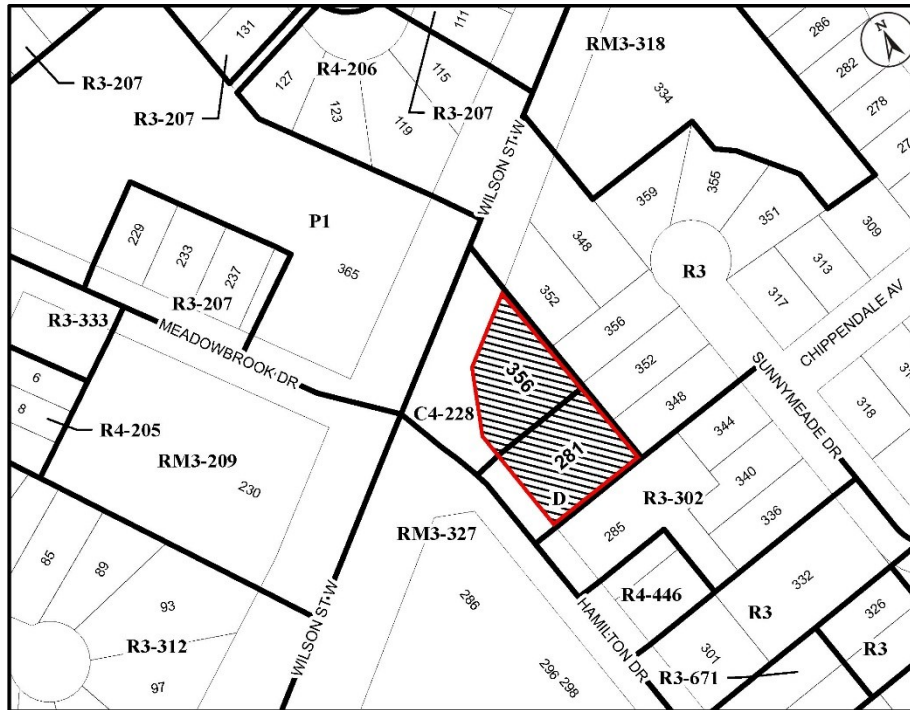 131
111
286
R3-207
R4-206
RM3-318
282
N
R3-207
127
123
119
115
R3-207
334
278
WILSON ST W
359
355
351
309
348
313
229
233
237
P1
365
R3
317
352
356
CHIPPENDALE AV
R3-207
R3-333
MEADOWBROOK DR
356
352
348
SUNNYMEADE DR
318
6
8
R4-205
C4-228
344
RM3-209
230
281
D
R3-302
340
336
RM3-327
285
85
89
286
R4-446
332
93
R3
326
R3-312
WILSON ST W
HAMILTON DR
301
R3
97
296
298
R3-671